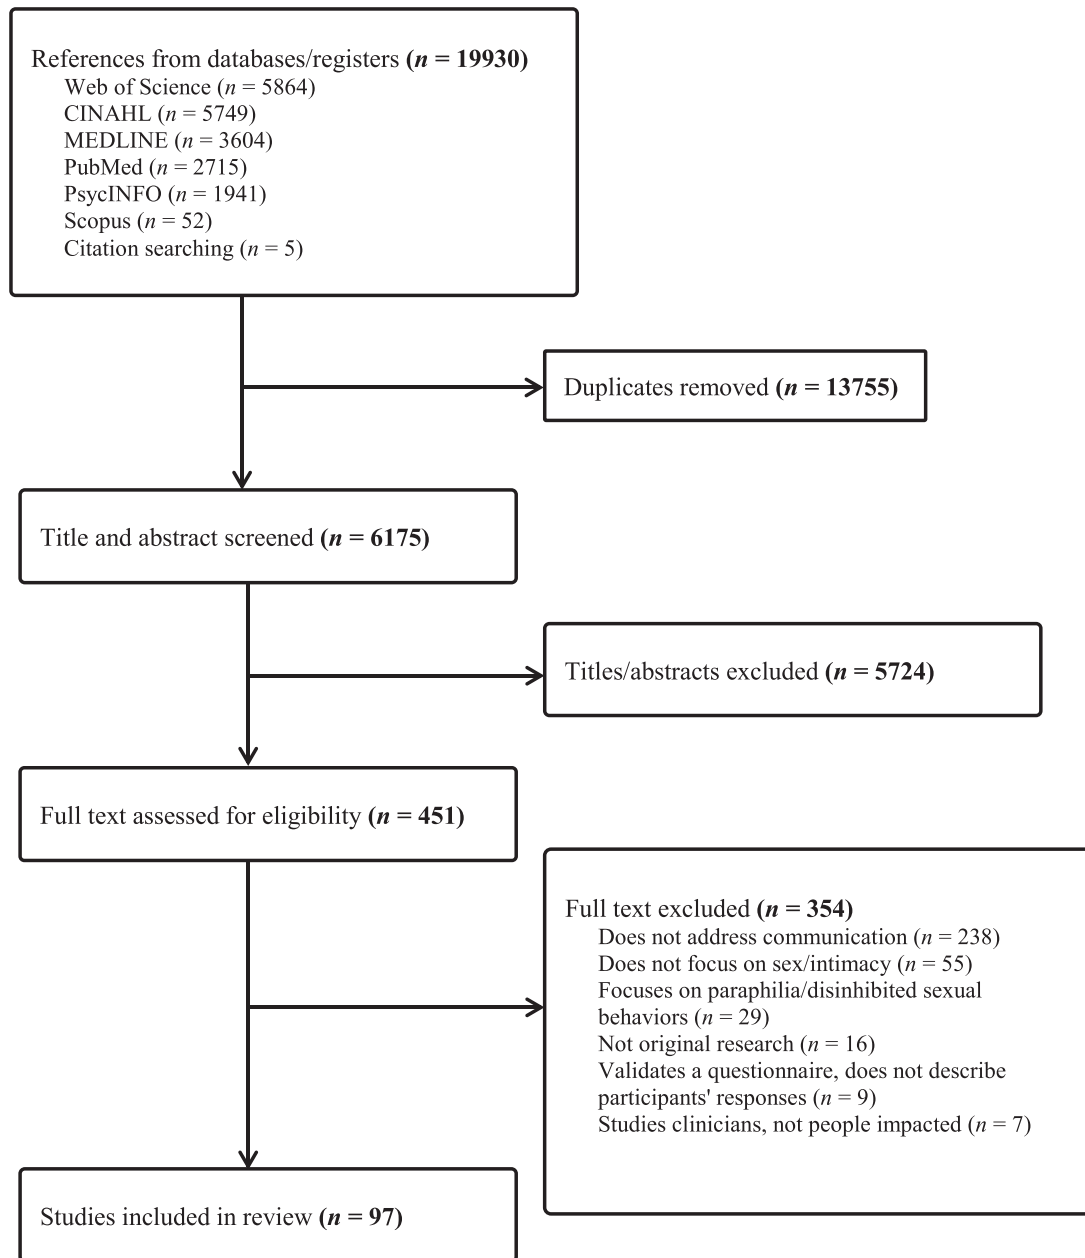 References from databases/registers (n = 19930)
Web of Science (n = 5864)
CINAHL (n = 5749)
MEDLINE (n = 3604)
PubMed (n = 2715)
PsycINFO (n = 1941)
Scopus (n = 52)
Citation searching (n = 5)
Duplicates removed (n = 13755)
Title and abstract screened (n = 6175)
Titles/abstracts excluded (n = 5724)
Full text assessed for eligibility (n = 451)
Full text excluded (n = 354)
Does not address communication (n = 238)
Does not focus on sex/intimacy (n = 55)
Focuses on paraphilia/disinhibited sexual
behaviors (n = 29)
Not original research (n = 16)
Validates a questionnaire, does not describe
participants' responses (n = 9)
Studies clinicians, not people impacted (n = 7)
Studies included in review (n = 97)